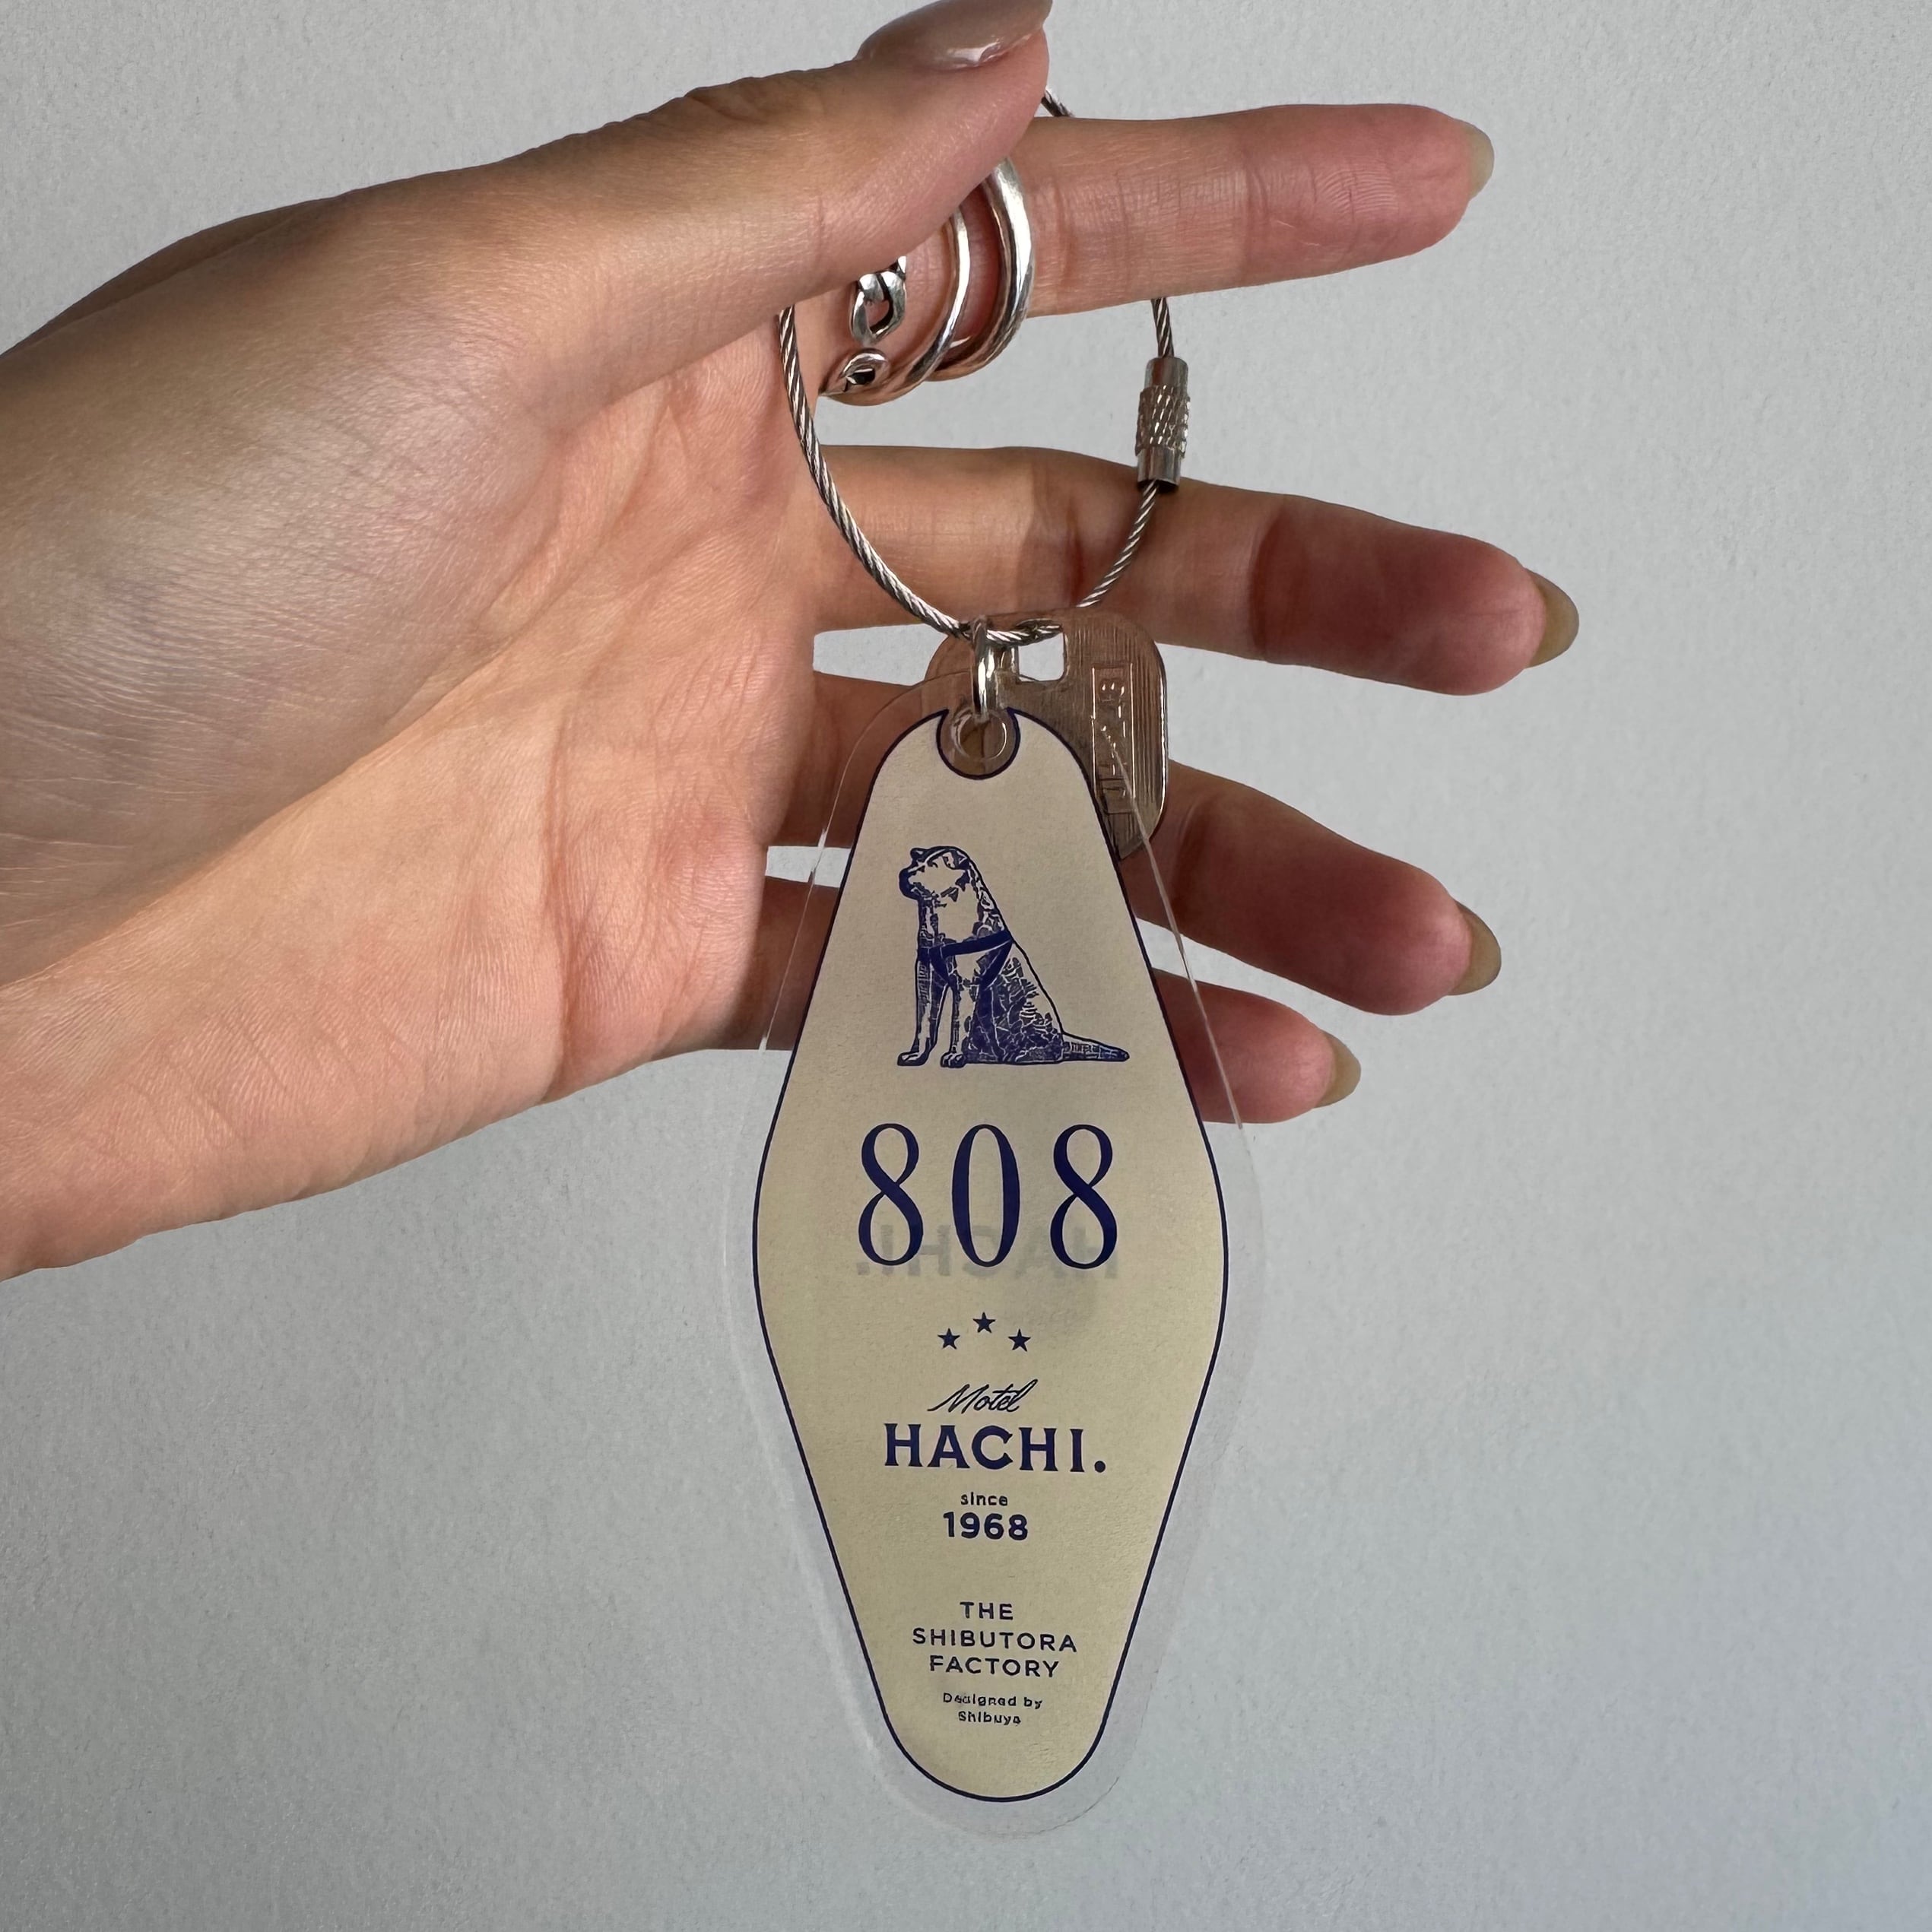 808
Motel
HACHI.
since
1968
THE
SHIBUTORA
FACTORY
Designed by
Shibuya